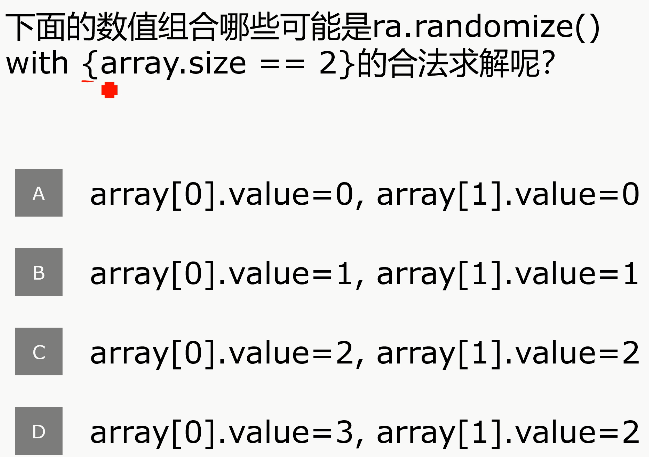 下面的数值组合哪些可能是ra.randomize()
with {array.size == 2}的合法求解呢？
A array[0].value=0, array[1].value=0
B array[0].value=1, array[1].value=1
C array[0].value=2, array[1].value=2
D array[0].value=3, array[1].value=2